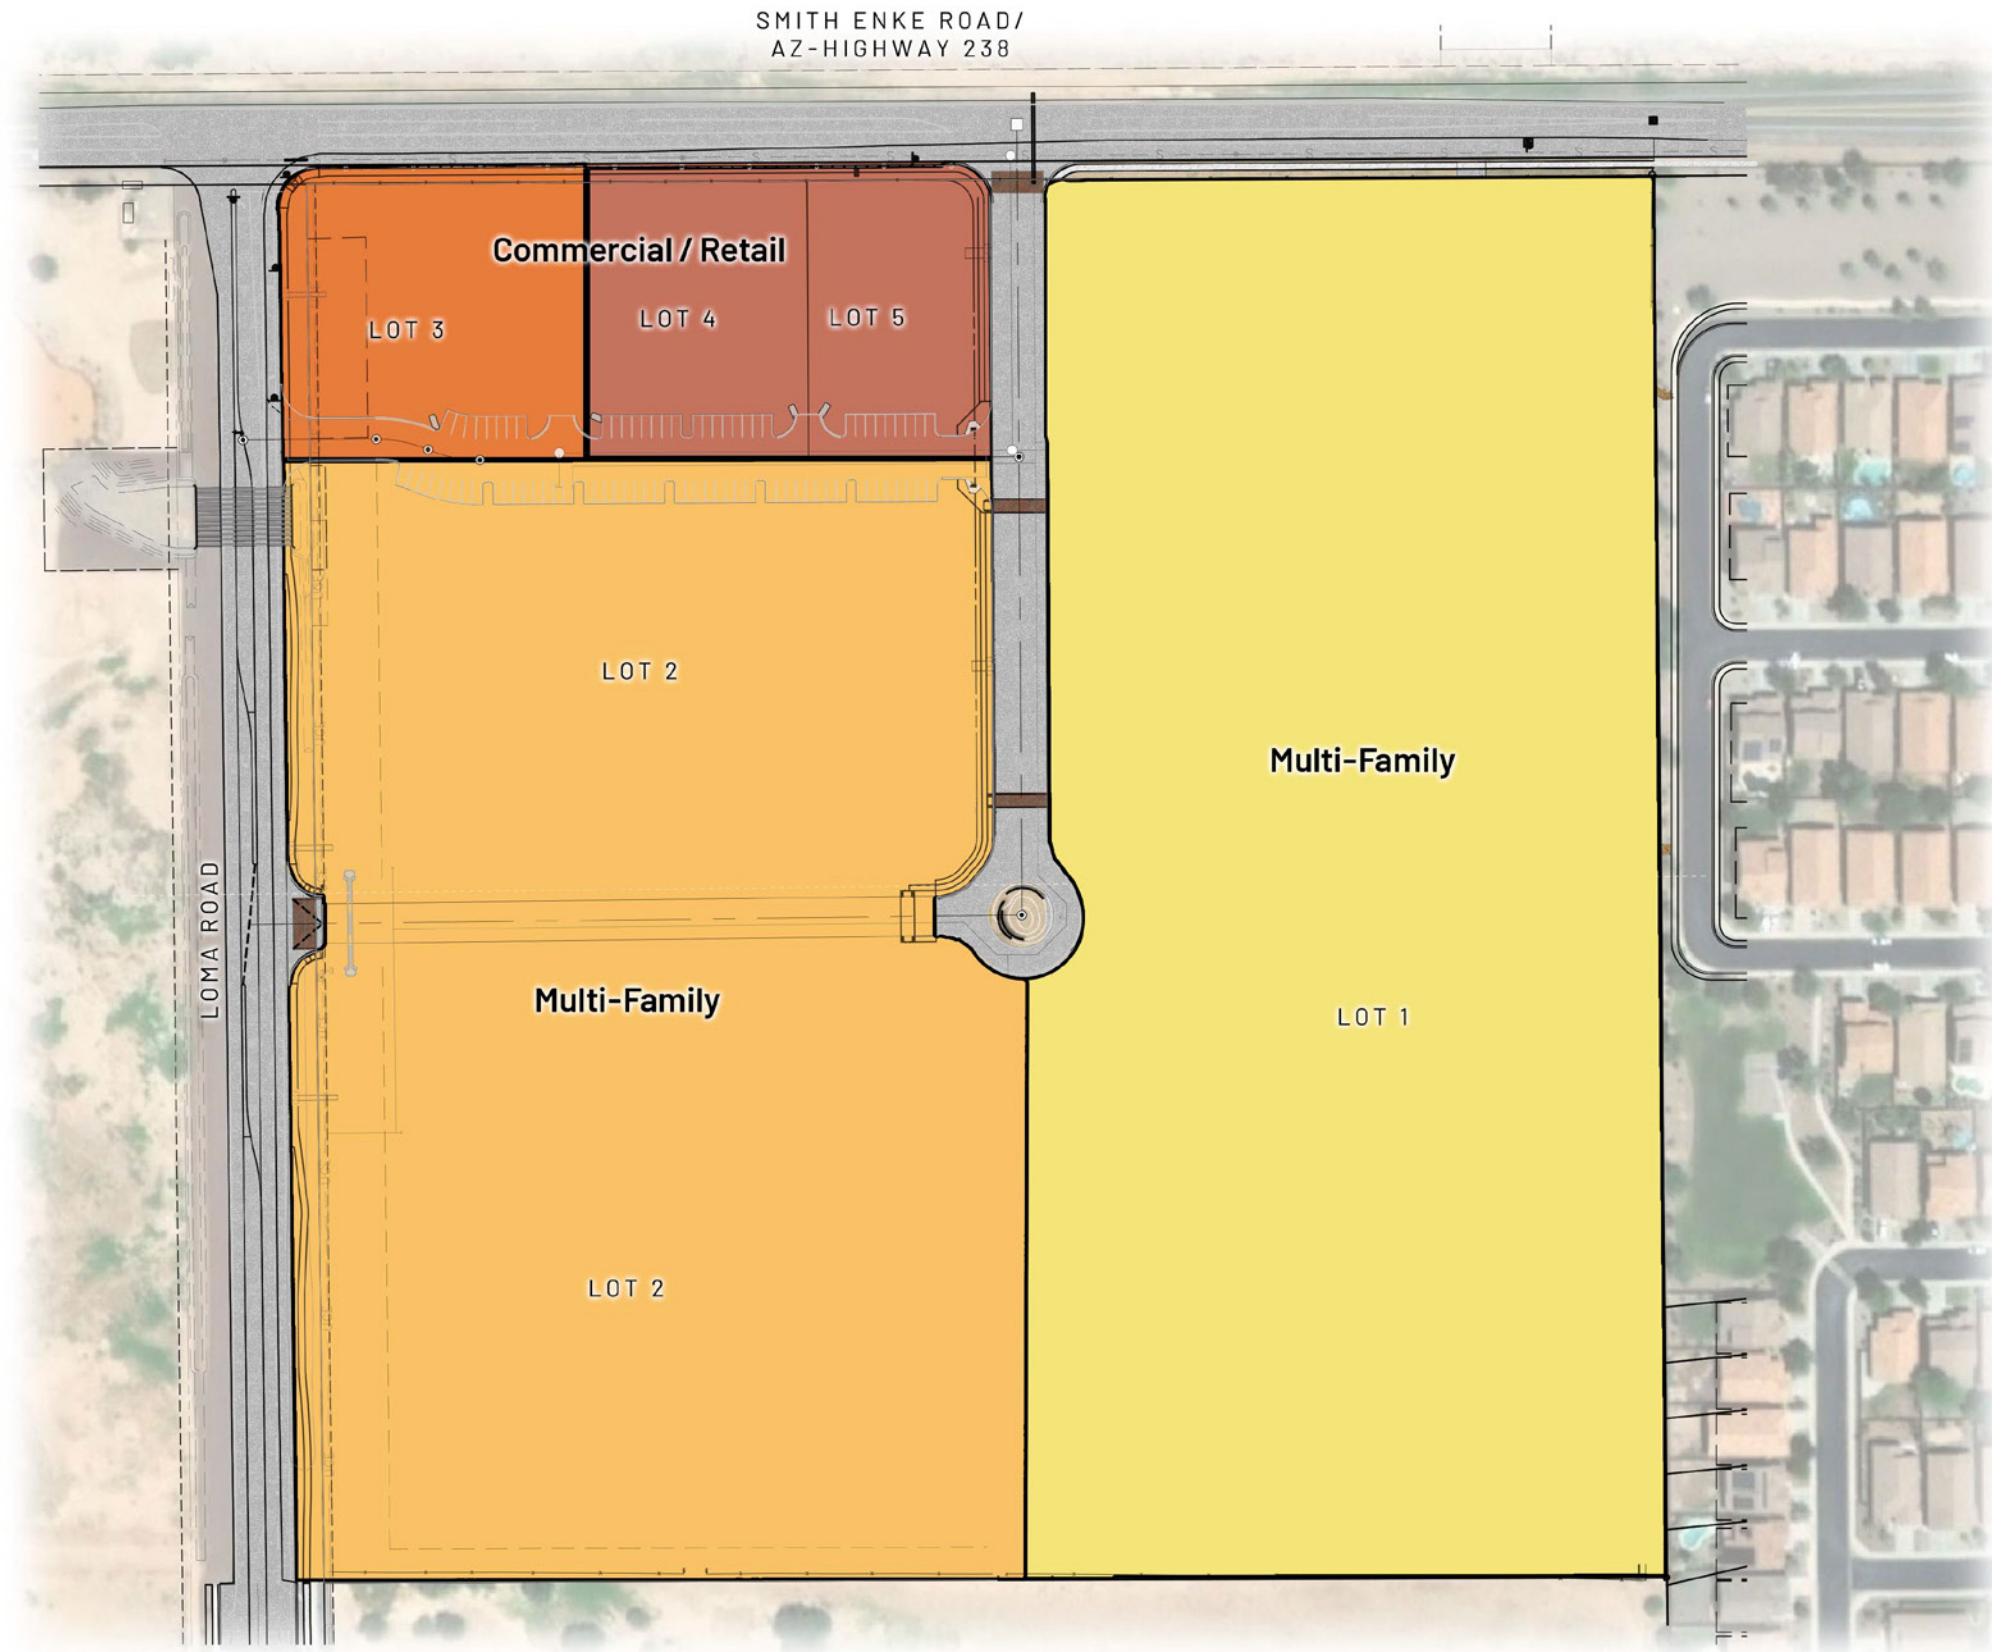 SMITH ENKE ROAD/
AZ-HIGHWAY 238
Commercial / Retail
LOT 3
LOT 4
LOT 5
LOT 2
Multi-Family
LOMA ROAD
Multi-Family
LOT 1
LOT 2